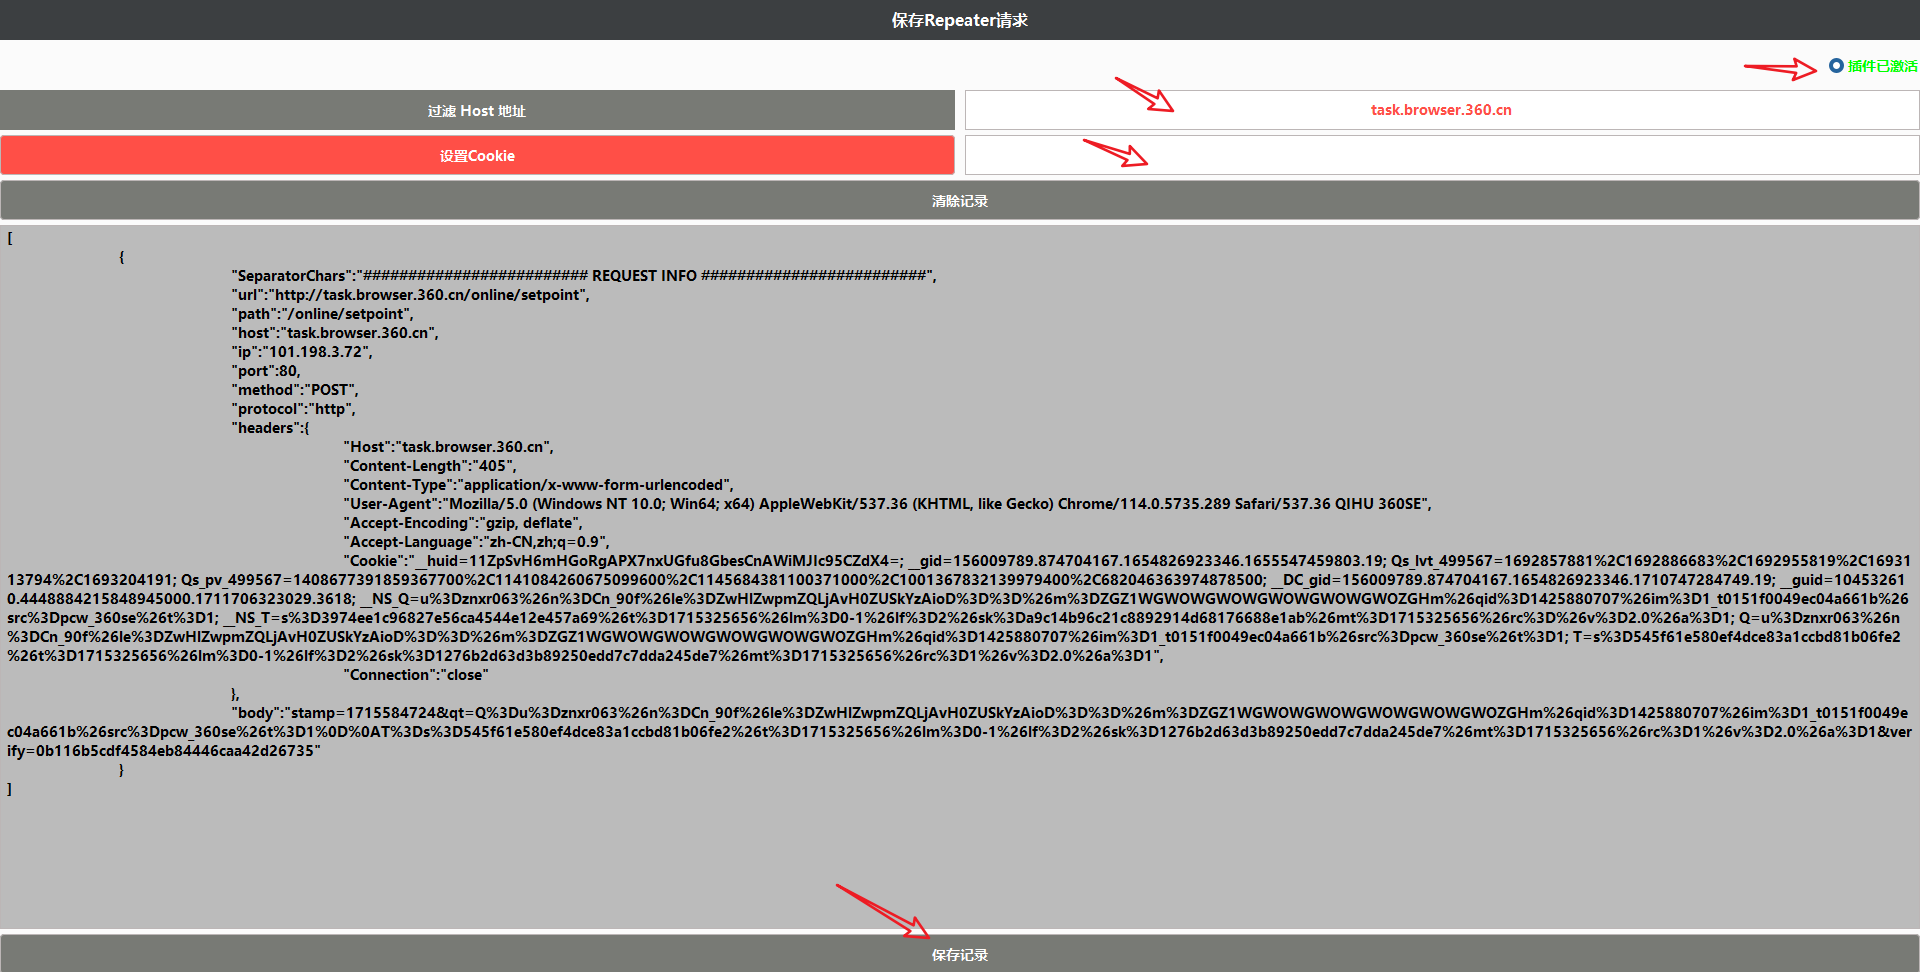 保存Repeater请求
插件已激活
过滤 Host 地址
task.browser.360.cn
设置Cookie
清除记录
[
{
"SeparatorChars":"######################### REQUEST INFO #########################",
"url":"http://task.browser.360.cn/online/setpoint",
"path":"/online/setpoint",
"host":"task.browser.360.cn",
"ip":"101.198.3.72",
"port":80,
"method":"POST",
"protocol":"http",
"headers":{
"Host":"task.browser.360.cn",
"Content-Length":"405",
"Content-Type":"application/x-www-form-urlencoded",
"User-Agent":"Mozilla/5.0 (Windows NT 10.0; Win64; x64) AppleWebKit/537.36 (KHTML, like Gecko) Chrome/114.0.5735.289 Safari/537.36 QIHU 360SE",
"Accept-Encoding":"gzip, deflate",
"Accept-Language":"zh-CN,zh;q=0.9",
"Cookie":"__huid=11ZpSvH6mHGoRgAPX7nxUGfu8GbesCnAWiMJIc95CZdX4=; __gid=156009789.874704167.1654826923346.1655547459803.19; Qs_lvt_499567=1692857881%2C1692886683%2C1692955819%2C16931
13794%2C1693204191; Qs_pv_499567=1408677391859367700%2C1141084260675099600%2C1145684381100371000%2C1001367832139979400%2C682046363974878500; __DC_gid=156009789.874704167.1654826923346.1710747284749.19; __guid=10453261
0.4448884215848945000.1711706323029.3618; __NS_Q=u%3Dznxr063%26n%3DCn_90f%26le%3DZwHlZwpmZQLjAvH0ZUSkYzAioD%3D%3D%26m%3DZGZ1WGWOWGWOWGWOWGWOWGWOZGHm%26qid%3D1425880707%26im%3D1_t0151f0049ec04a661b%26
src%3Dpcw_360se%26t%3D1; __NS_T=s%3D3974ee1c96827e56ca4544e12e457a69%26t%3D1715325656%26lm%3D0-1%26lf%3D2%26sk%3Da9c14b96c21c8892914d68176688e1ab%26mt%3D1715325656%26rc%3D%26v%3D2.0%26a%3D1; Q=u%3Dznxr063%26n
%3DCn_90f%26le%3DZwHlZwpmZQLjAvH0ZUSkYzAioD%3D%3D%26m%3DZGZ1WGWOWGWOWGWOWGWOWGWOZGHm%26qid%3D1425880707%26im%3D1_t0151f0049ec04a661b%26src%3Dpcw_360se%26t%3D1; T=s%3D545f61e580ef4dce83a1ccbd81b06fe2
%26t%3D1715325656%26lm%3D0-1%26lf%3D2%26sk%3D1276b2d63d3b89250edd7c7dda245de7%26mt%3D1715325656%26rc%3D1%26v%3D2.0%26a%3D1",
"Connection":"close"
},
"body":"stamp=1715584724&qt=Q%3Du%3Dznxr063%26n%3DCn_90f%26le%3DZwHlZwpmZQLjAvH0ZUSkYzAioD%3D%3D%26m%3DZGZ1WGWOWGWOWGWOWGWOWGWOZGHm%26qid%3D1425880707%26im%3D1_t0151f0049e
c04a661b%26src%3Dpcw_360se%26t%3D1%0D%0AT%3Ds%3D545f61e580ef4dce83a1ccbd81b06fe2%26t%3D1715325656%26lm%3D0-1%26lf%3D2%26sk%3D1276b2d63d3b89250edd7c7dda245de7%26mt%3D1715325656%26rc%3D1%26v%3D2.0%26a%3D1&ver
ify=0b116b5cdf4584eb84446caa42d26735"
}
]
保存记录